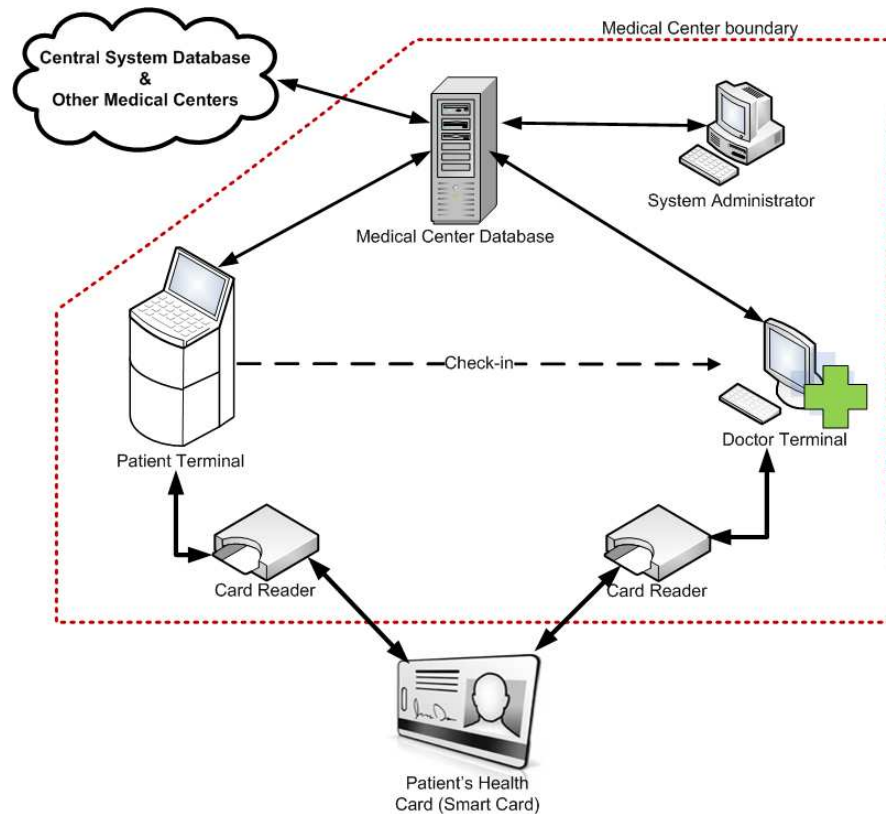 Medical Center boundary
Central System Database
&
Other Medical Centers
System Administrator
Medical Center Database
Check-in
Patient Terminal
Doctor Terminal
Card Reader
Card Reader
Patient's Health
Card (Smart Card)